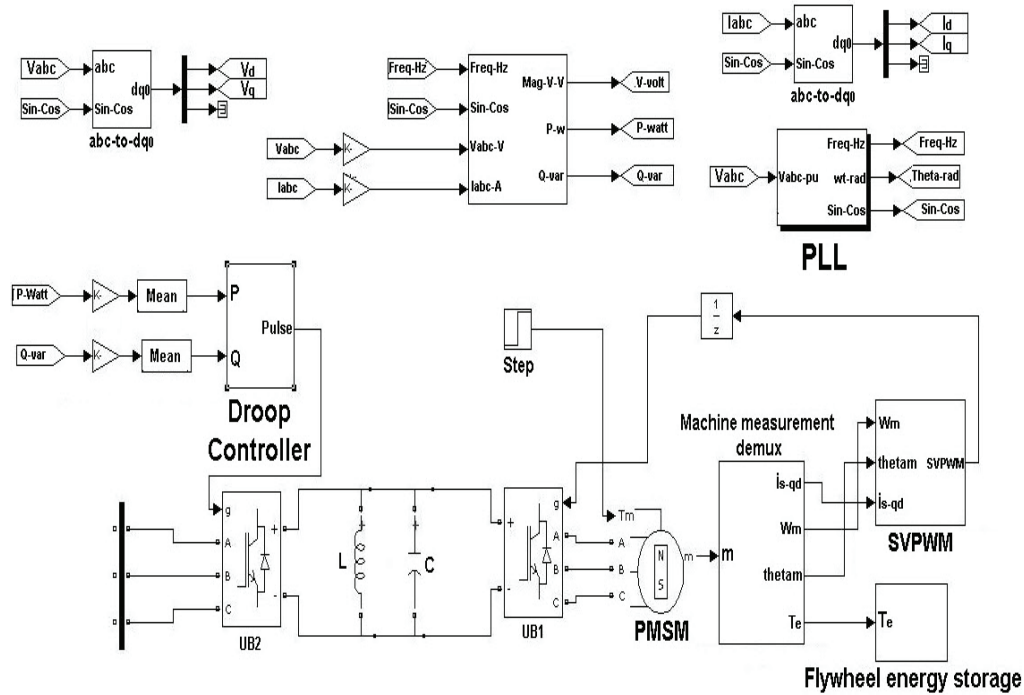 Vabc
abc
dq0
Sin-Cos
Sin-Cos
abc-to-dq0
Vd
Vq
Freq-Hz
Freq-Hz
Sin-Cos
Sin-Cos
Vabc
K-
Vabc-V
Iabc
K-
Iabc-A
Mag-V-V
V-volt
P-w
P-watt
Q-var
Q-var
Iabc
abc
dq0
Sin-Cos
Sin-Cos
abc-to-dq0
Id
Iq
Vabc
Vabc-pu
Freq-Hz
Freq-Hz
wt-rad
Theta-rad
Sin-Cos
Sin-Cos
PLL
P-Watt
K-
Mean
P
Pulse
Q-var
K-
Mean
Q
Droop
Controller
Step
1
z
Machine measurement
demux
Wm
thetam
SVPWM
is-qd
SVPWM
g
A
B
C
+
-
UB2
L
+
C
+
+
-
g
A
B
C
UB1
Tm
A
B
C
N
S
m
PMSM
m
is-qd
Wm
thetam
Te
Te
Flywheel energy storage